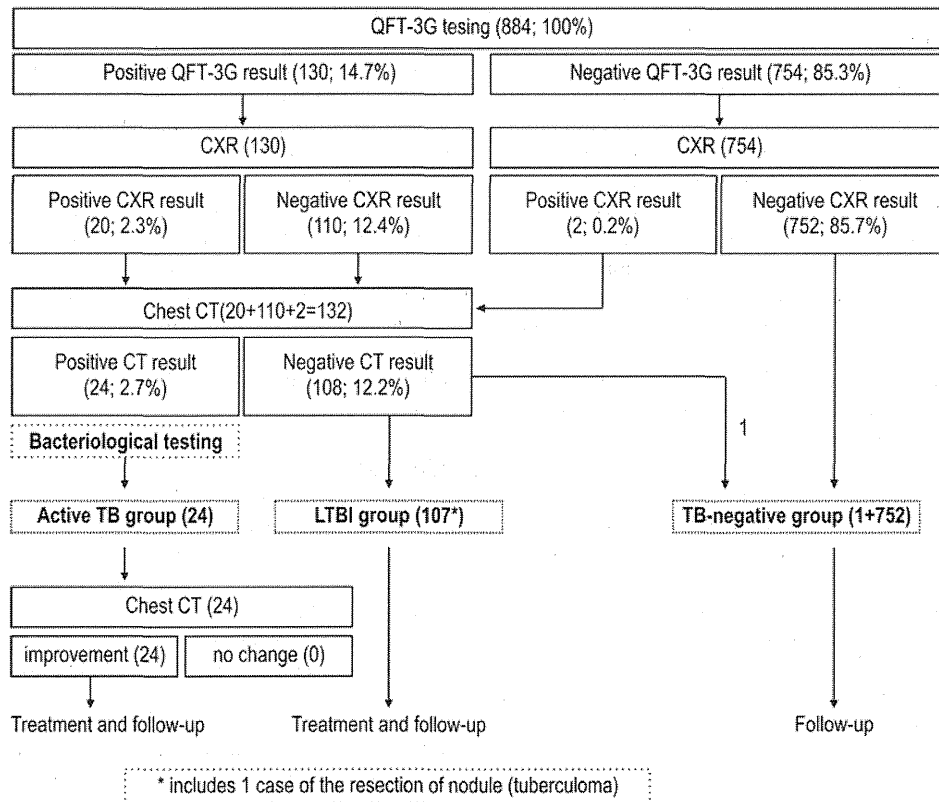 QFT-3G tesing (884; 100%)
Positive QFT-3G result (130; 14.7%)
Negative QFT-3G result (754; 85.3%)
CXR (130)
CXR (754)
Positive CXR result
(20; 2.3%)
Negative CXR result
(110; 12.4%)
Positive CXR result
(2; 0.2%)
Negative CXR result
(752; 85.7%)
Chest CT(20+110+2=132)
Positive CT result
(24; 2.7%)
Negative CT result
(108; 12.2%)
1
Bacteriological testing
Active TB group (24)
LTBI group (107*)
TB-negative group (1+752)
Chest CT (24)
improvement (24)
no change (0)
Treatment and follow-up
Treatment and follow-up
Follow-up
* includes 1 case of the resection of nodule (tuberculoma)